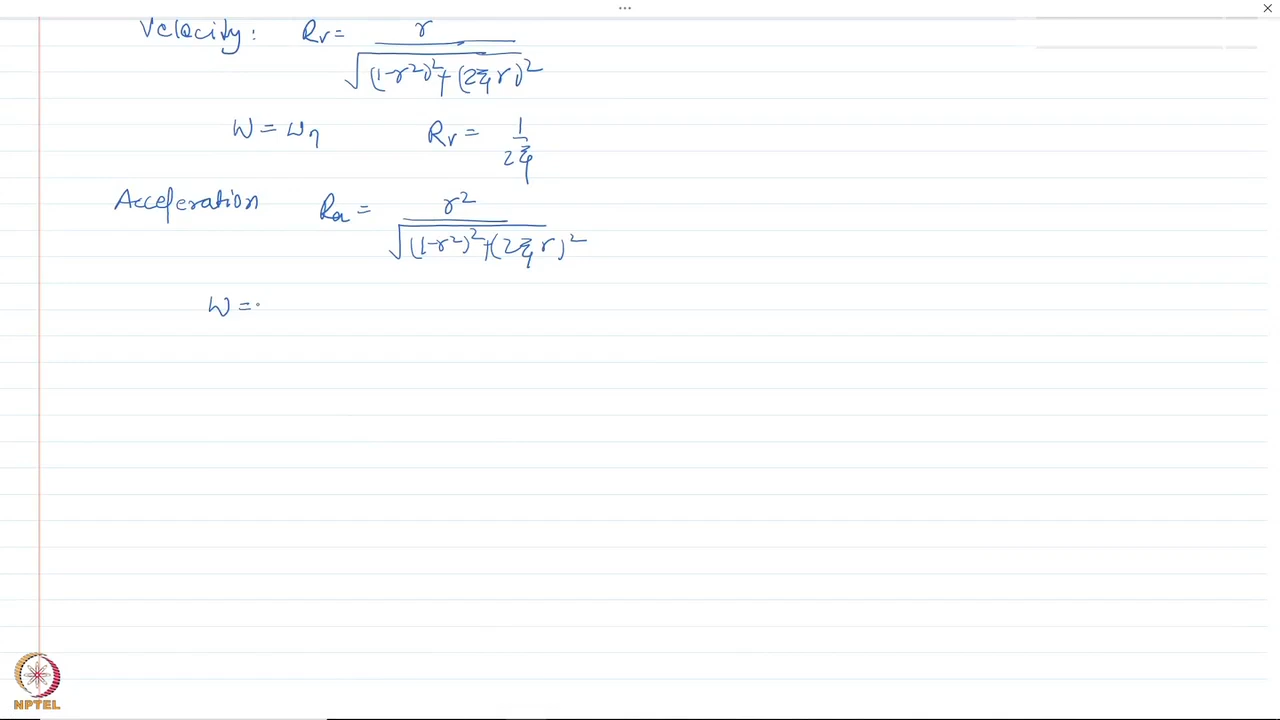 Velocity: Rv = r / √((1-r²)² + (2ξr)²)
W = ωn Rv = 1 / 2ξ
Acceleration Ra = r² / √((1-r²)² + (2ξr)²)
W =
NPTEL